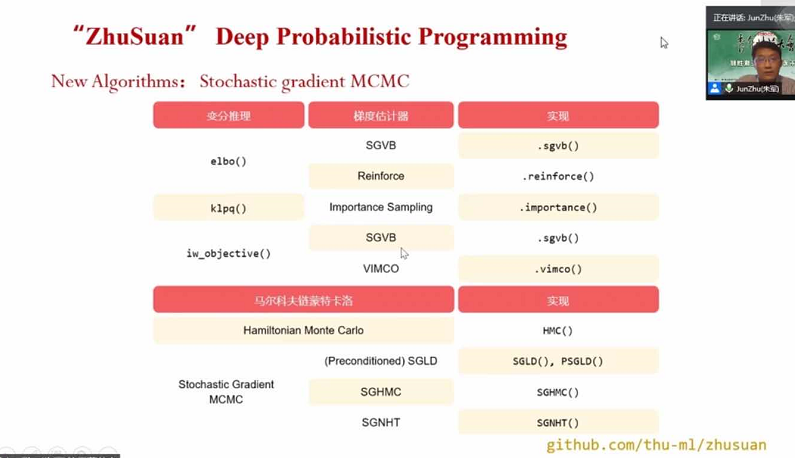 “ZhuSuan” Deep Probabilistic Programming
正在讲话: JunZhu(朱军)
New Algorithms: Stochastic gradient MCMC
JunZhu(朱军)
变分推理 梯度估计器 实现
elbo() SGVB .sgvb()
Reinforce .reinforce()
klpq() Importance Sampling .importance()
iw_objective() SGVB .sgvb()
VIMCO .vimco()
马尔科夫链蒙特卡洛 实现
Hamiltonian Monte Carlo HMC()
Stochastic Gradient MCMC (Preconditioned) SGLD SGLD(), PSGLD()
SGHMC SGHMC()
SGNHT SGNHT()
github.com/thu-ml/zhusuan